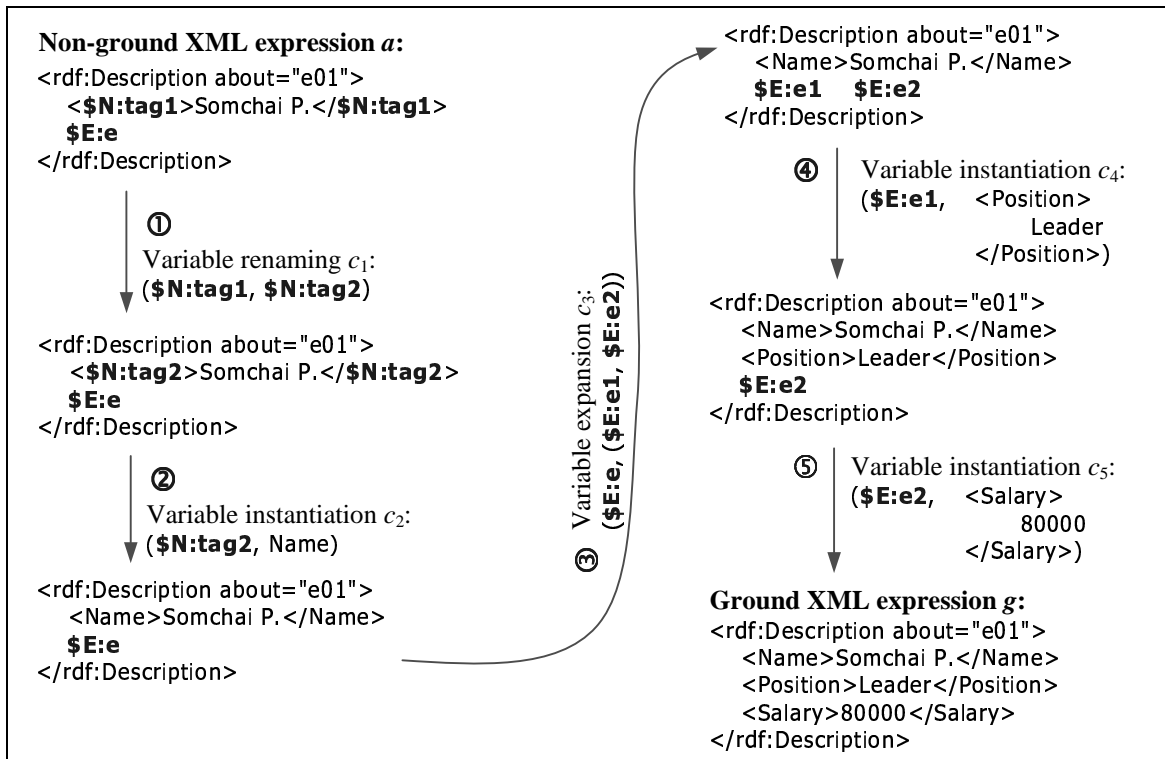 Non-ground XML expression a:
<rdf:Description about="e01">
<$N:tag1>Somchai P.</$N:tag1>
$E:e
</rdf:Description>
①
Variable renaming c1:
($N:tag1, $N:tag2)
<rdf:Description about="e01">
<$N:tag2>Somchai P.</$N:tag2>
$E:e
</rdf:Description>
②
Variable instantiation c2:
($N:tag2, Name)
<rdf:Description about="e01">
<Name>Somchai P.</Name>
$E:e
</rdf:Description>
③ Variable expansion c3:
($E:e, ($E:e1, $E:e2))
<rdf:Description about="e01">
<Name>Somchai P.</Name>
$E:e1 $E:e2
</rdf:Description>
④ Variable instantiation c4:
($E:e1, <Position>
Leader
</Position>)
<rdf:Description about="e01">
<Name>Somchai P.</Name>
<Position>Leader</Position>
$E:e2
</rdf:Description>
⑤ Variable instantiation c5:
($E:e2, <Salary>
80000
</Salary>)
Ground XML expression g:
<rdf:Description about="e01">
<Name>Somchai P.</Name>
<Position>Leader</Position>
<Salary>80000</Salary>
</rdf:Description>